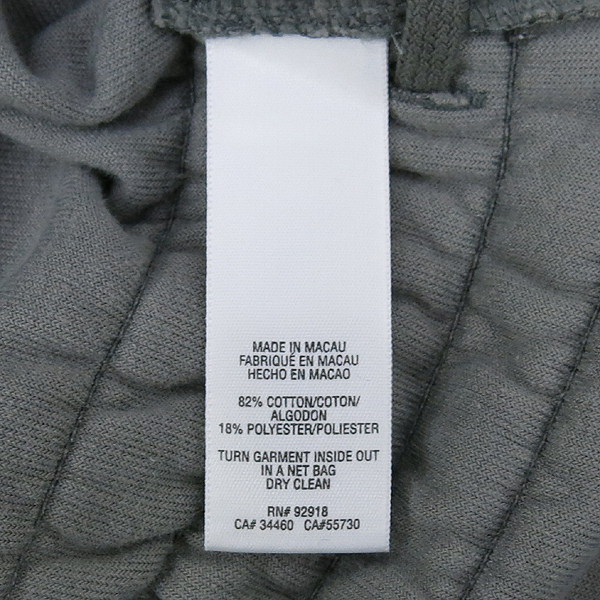 MADE IN MACAU
FABRIQUÉ EN MACAU
HECHO EN MACAO
82% COTTON/COTON/
ALGODON
18% POLYESTER/POLIESTER
TURN GARMENT INSIDE OUT
IN A NET BAG
DRY CLEAN
RN# 92918
CA# 34460 CA#55730